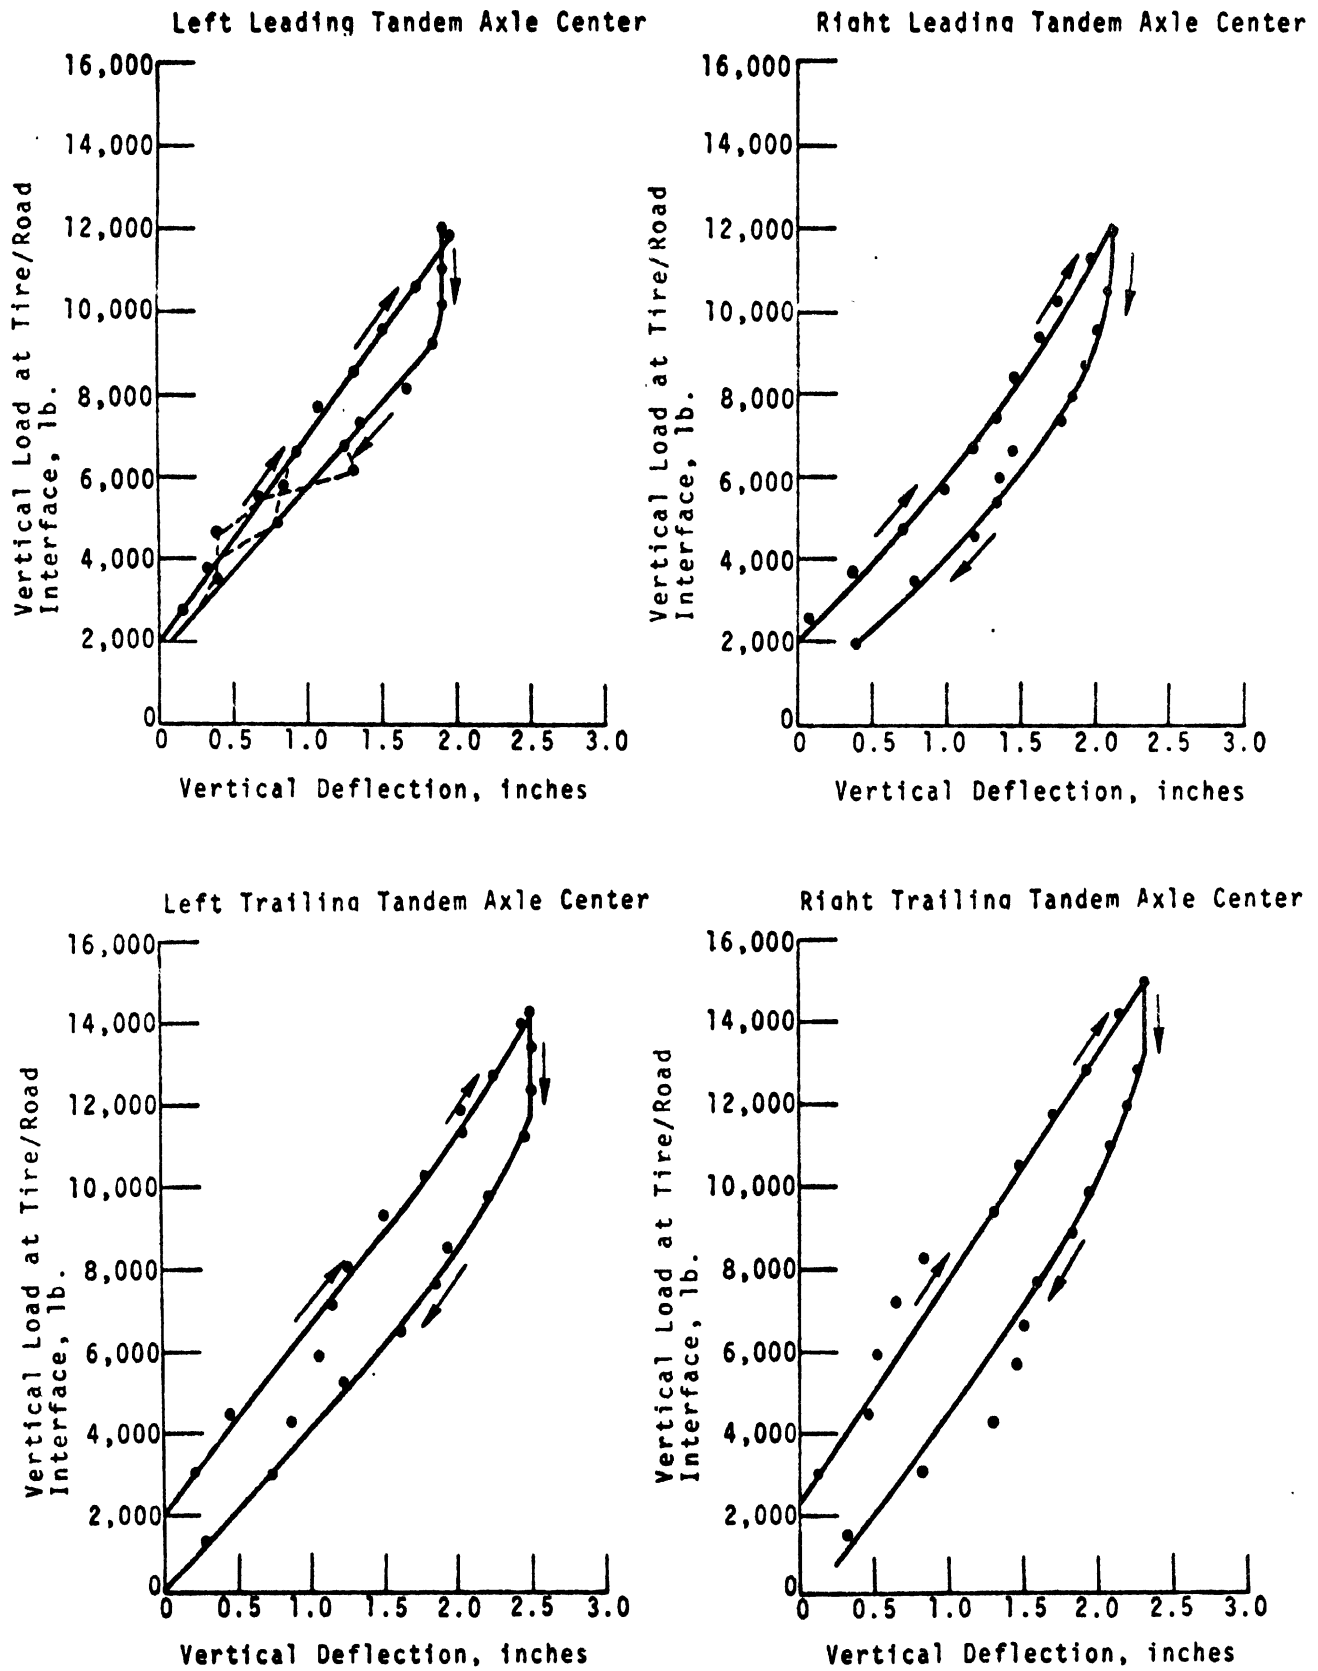 Left Leading Tandem Axle Center
16,000
14,000
12,000
10,000
8,000
6,000
4,000
2,000
0
0 0.5 1.0 1.5 2.0 2.5 3.0
Vertical Load at Tire/Road
Interface, lb.
Vertical Deflection, inches
Right Leading Tandem Axle Center
16,000
14,000
12,000
10,000
8,000
6,000
4,000
2,000
0
0 0.5 1.0 1.5 2.0 2.5 3.0
Vertical Load at Tire/Road
Interface, lb.
Vertical Deflection, inches
Left Trailing Tandem Axle Center
16,000
14,000
12,000
10,000
8,000
6,000
4,000
2,000
0
0 0.5 1.0 1.5 2.0 2.5 3.0
Vertical Load at Tire/Road
Interface, lb.
Vertical Deflection, inches
Right Trailing Tandem Axle Center
16,000
14,000
12,000
10,000
8,000
6,000
4,000
2,000
0
0 0.5 1.0 1.5 2.0 2.5 3.0
Vertical Load at Tire/Road
Interface, lb.
Vertical Deflection, inches